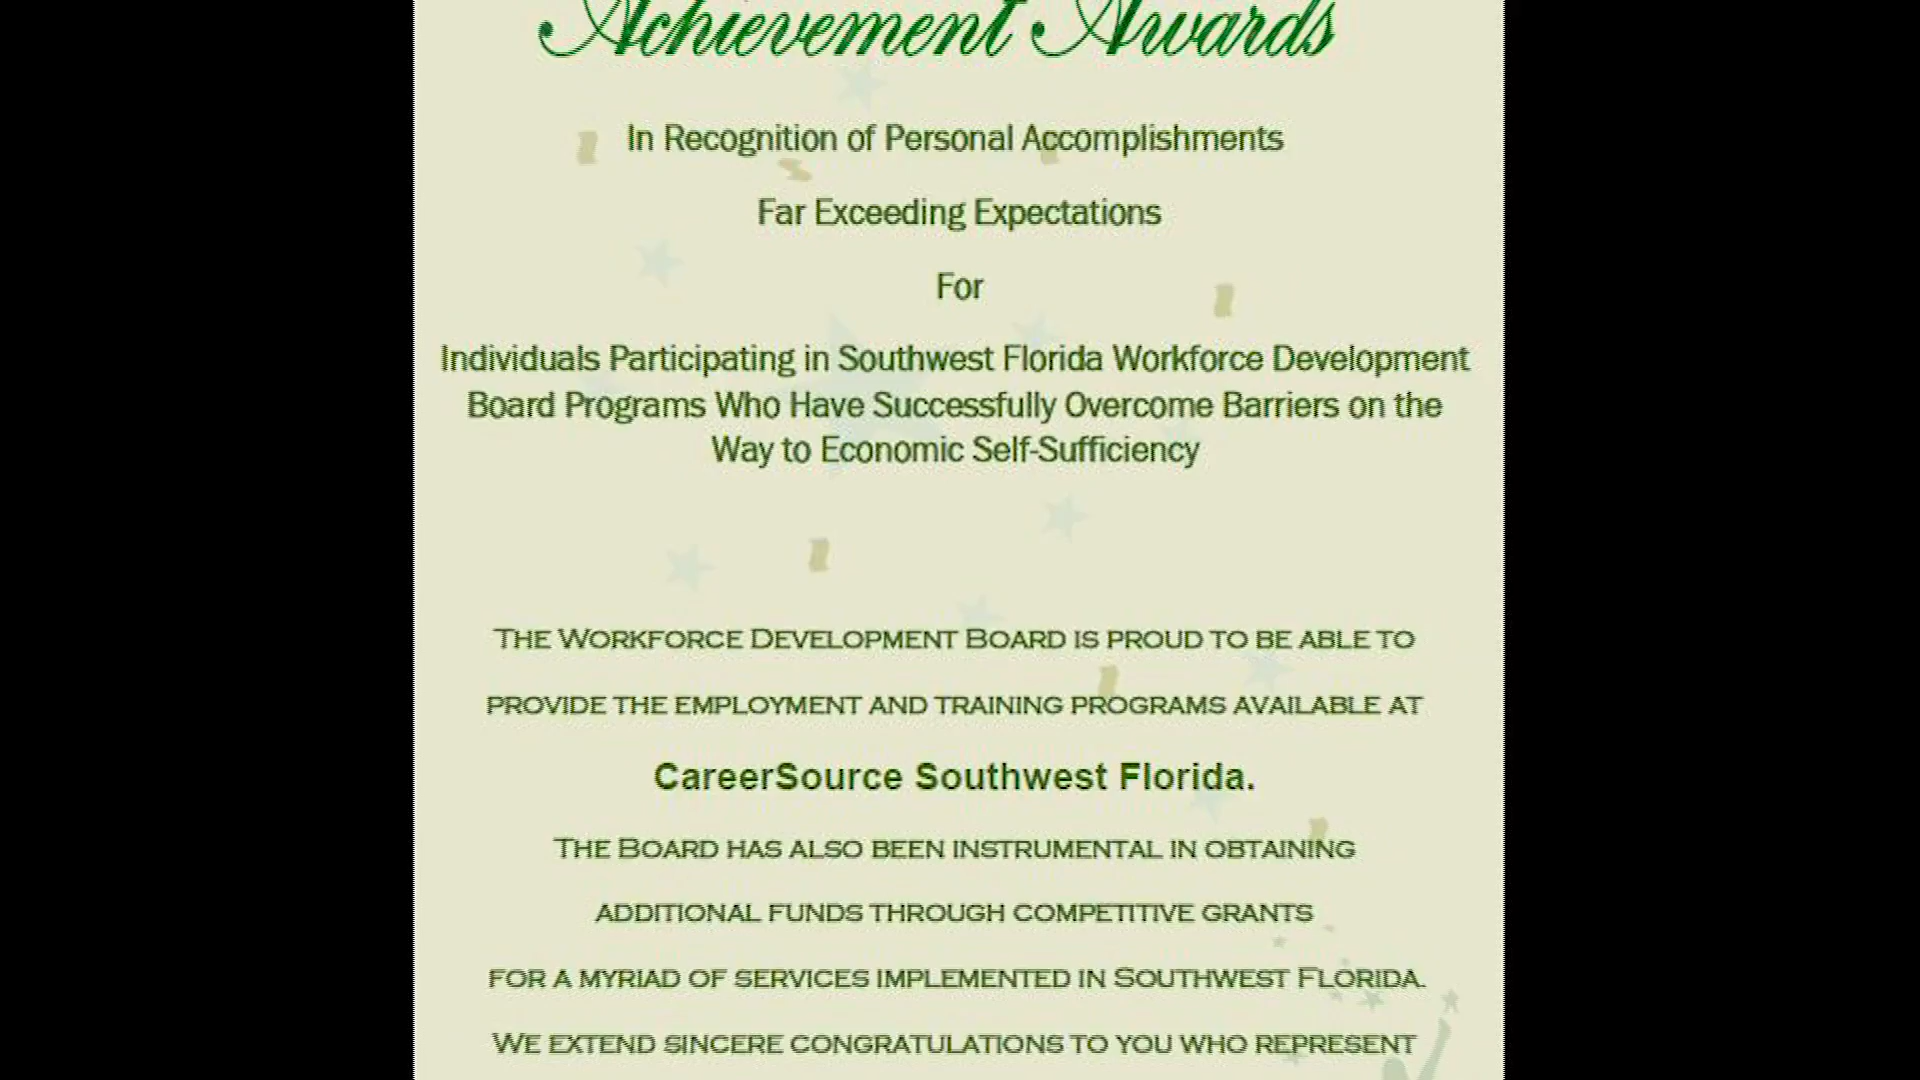 Achievement Awards
In Recognition of Personal Accomplishments
Far Exceeding Expectations
For
Individuals Participating in Southwest Florida Workforce Development
Board Programs Who Have Successfully Overcome Barriers on the
Way to Economic Self-Sufficiency
THE WORKFORCE DEVELOPMENT BOARD IS PROUD TO BE ABLE TO
PROVIDE THE EMPLOYMENT AND TRAINING PROGRAMS AVAILABLE AT
CareerSource Southwest Florida.
THE BOARD HAS ALSO BEEN INSTRUMENTAL IN OBTAINING
ADDITIONAL FUNDS THROUGH COMPETITIVE GRANTS
FOR A MYRIAD OF SERVICES IMPLEMENTED IN SOUTHWEST FLORIDA.
WE EXTEND SINCERE CONGRATULATIONS TO YOU WHO REPRESENT